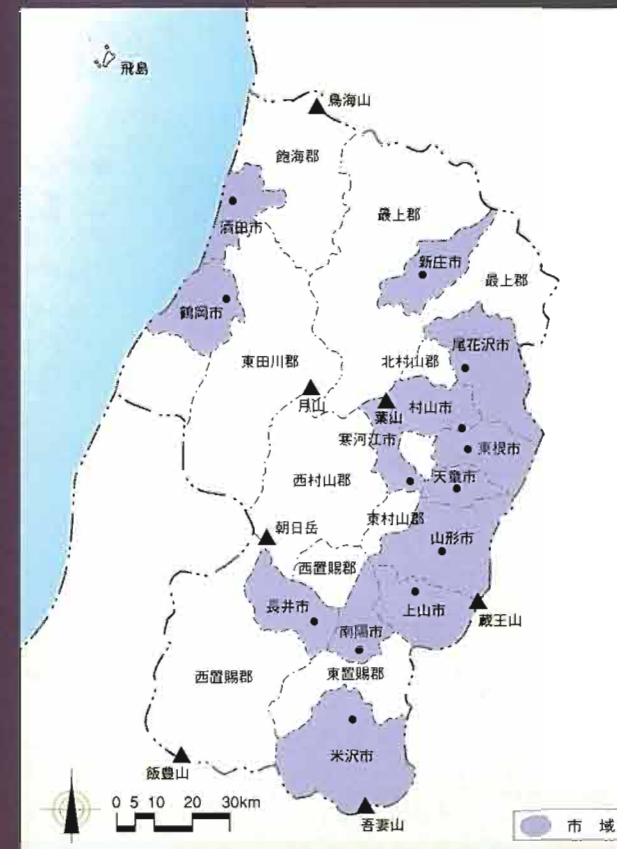 飛島
鳥海山
飽海郡
最上郡
酒田市
新庄市
最上郡
鶴岡市
尾花沢市
東田川郡
北村山郡
月山
葉山
村山市
寒河江市
東根市
西村山郡
天童市
東村山郡
朝日岳
山形市
西置賜郡
長井市
上山市
蔵王山
南陽市
西置賜郡
東置賜郡
米沢市
飯豊山
0 5 10 20 30km
吾妻山
市 域